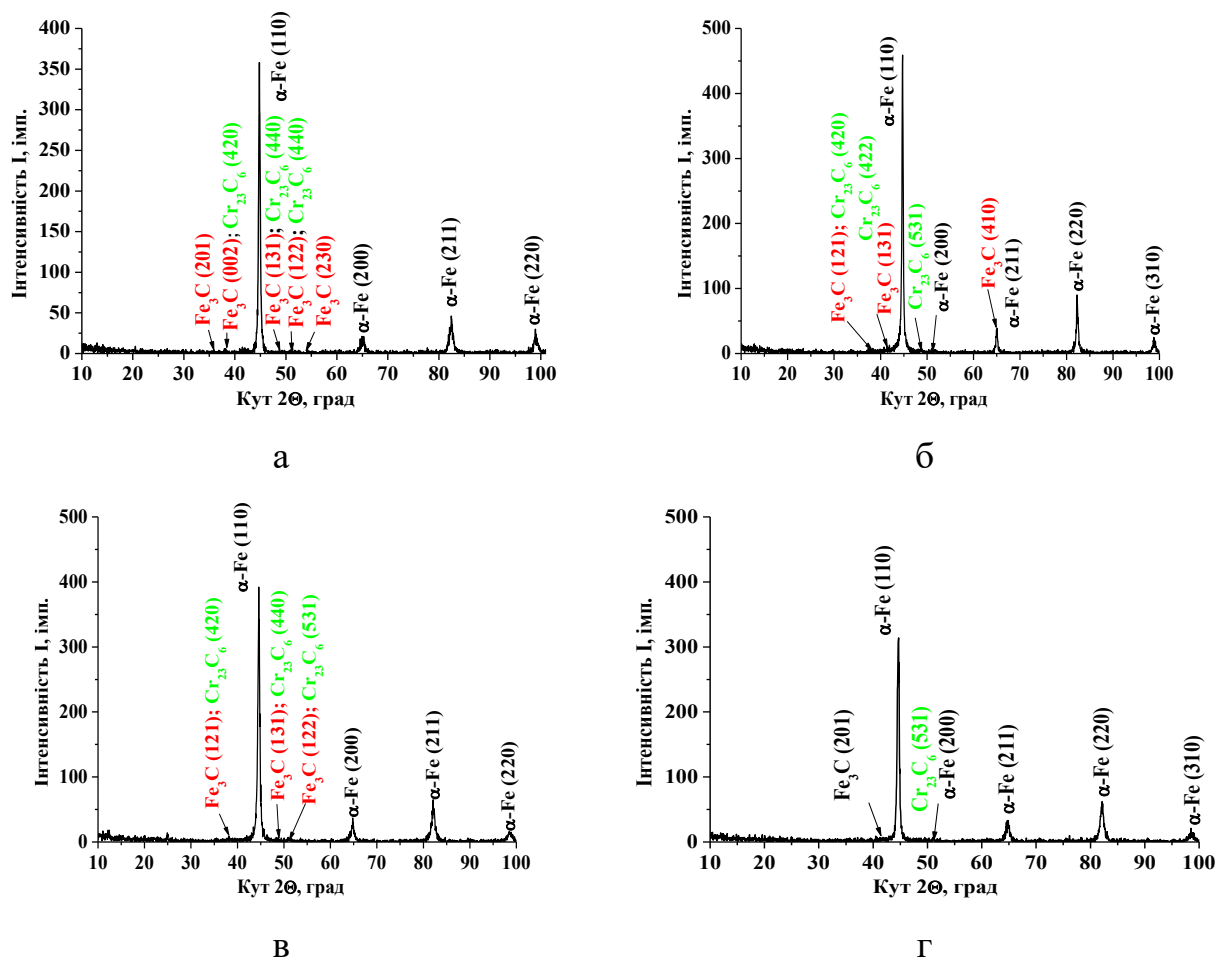 400
350
300
250
200
150
100
50
0
Інтенсивність I, імп.
Fe₃C (201)
Fe₃C (002); Cr₂₃C₆ (420)
α-Fe (110)
Fe₃C (131); Cr₂₃C₆ (440)
Fe₃C (122); Cr₂₃C₆ (440)
Fe₃C (230)
α-Fe (200)
α-Fe (211)
α-Fe (220)
10 20 30 40 50 60 70 80 90 100
Кут 2Θ, град
а
500
400
300
200
100
0
Інтенсивність I, імп.
Fe₃C (121); Cr₂₃C₆ (420)
Cr₂₃C₆ (422)
Fe₃C (131)
α-Fe (110)
Cr₂₃C₆ (531)
α-Fe (200)
Fe₃C (410)
α-Fe (211)
α-Fe (220)
α-Fe (310)
10 20 30 40 50 60 70 80 90 100
Кут 2Θ, град
б
500
400
300
200
100
0
Інтенсивність I, імп.
Fe₃C (121); Cr₂₃C₆ (420)
α-Fe (110)
Fe₃C (131); Cr₂₃C₆ (440)
Fe₃C (122); Cr₂₃C₆ (531)
α-Fe (200)
α-Fe (211)
α-Fe (220)
10 20 30 40 50 60 70 80 90 100
Кут 2Θ, град
в
500
400
300
200
100
0
Інтенсивність I, імп.
Fe₃C (201)
α-Fe (110)
Cr₂₃C₆ (531)
α-Fe (200)
α-Fe (211)
α-Fe (220)
α-Fe (310)
10 20 30 40 50 60 70 80 90 100
Кут 2Θ, град
г